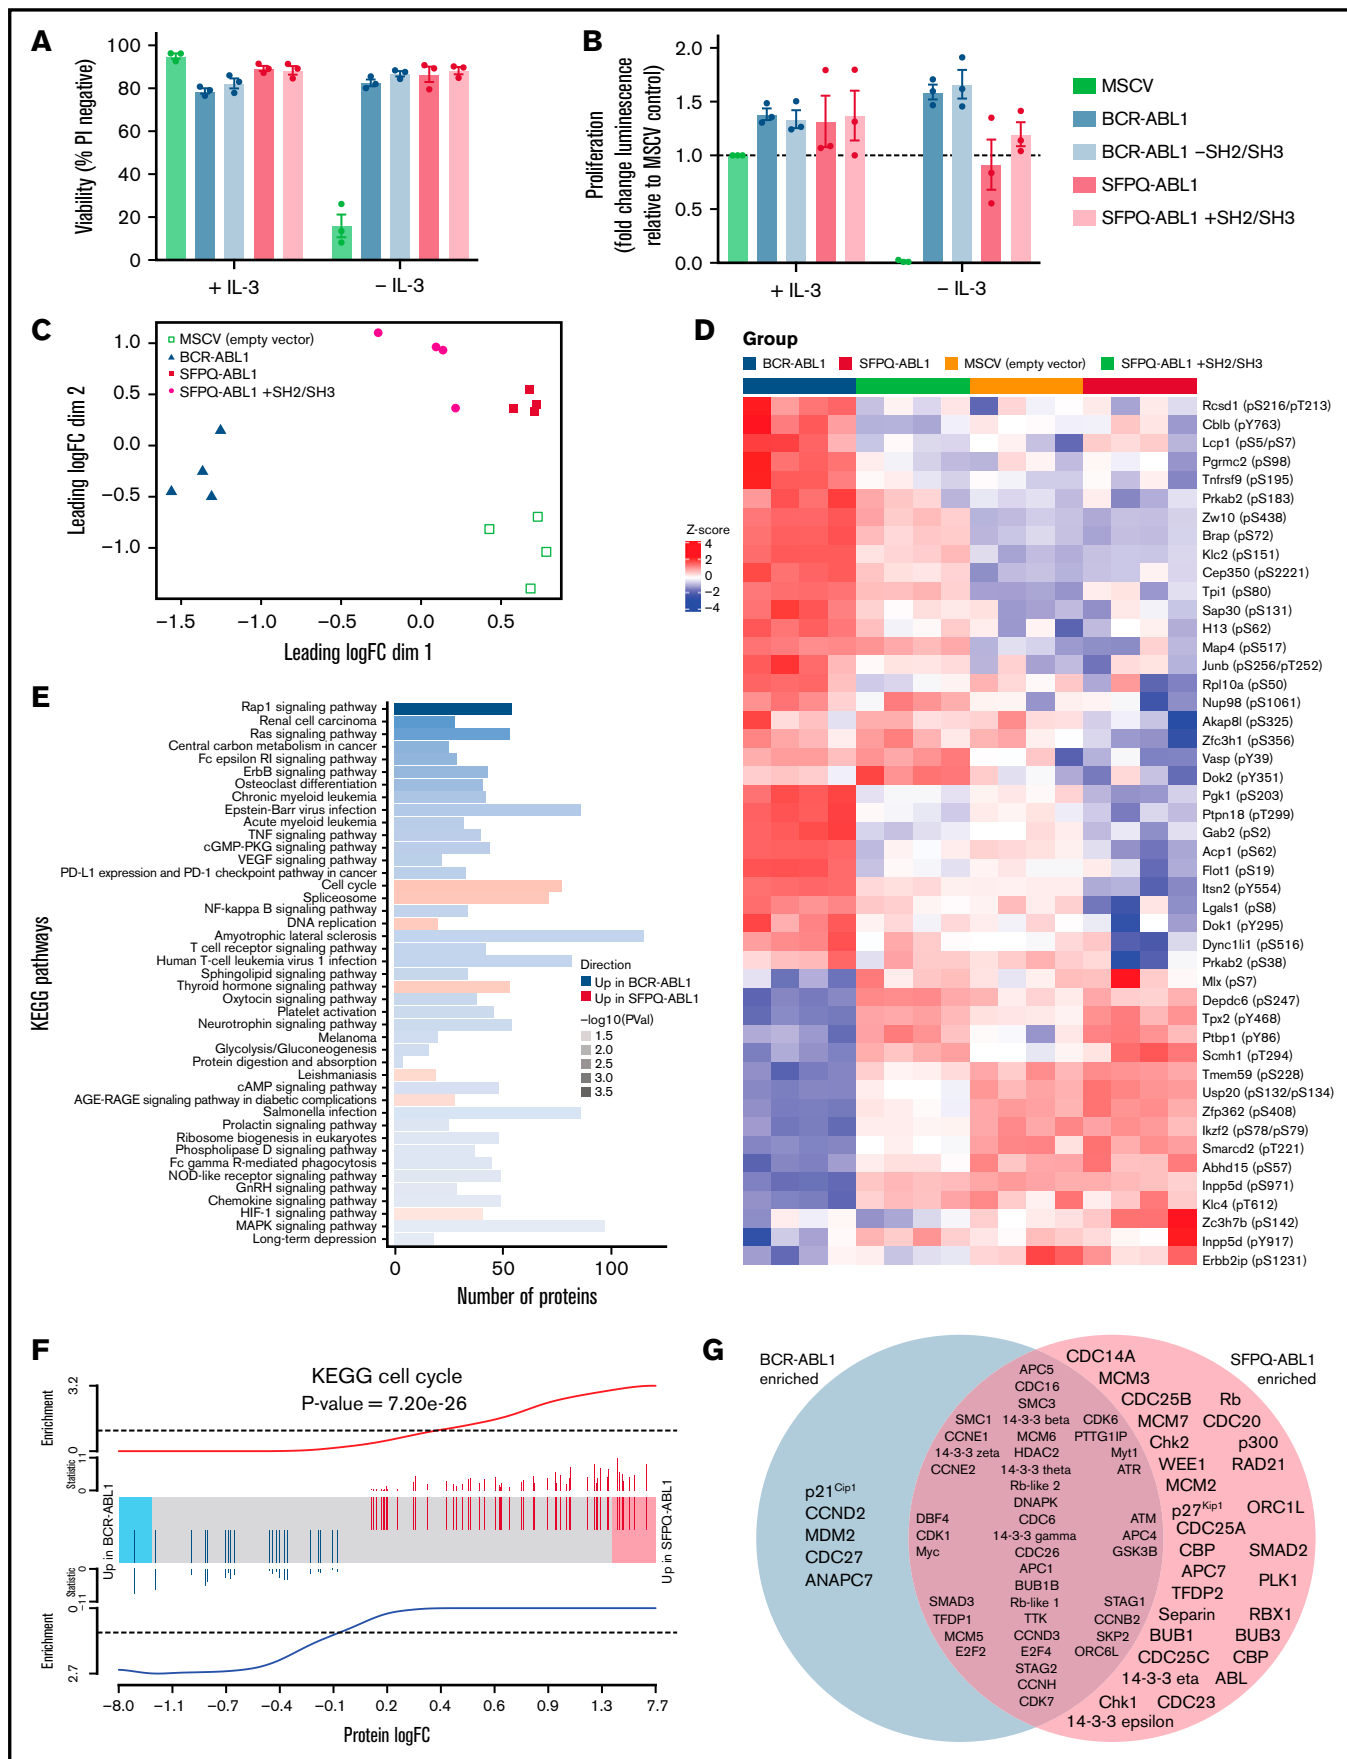 A
100
80
60
40
20
0
Viability (% PI negative)
+ IL-3
− IL-3
B
2.0
1.5
1.0
0.5
0.0
Proliferation
(fold change luminescence
relative to MSCV control)
+ IL-3
− IL-3
MSCV
BCR-ABL1
BCR-ABL1 −SH2/SH3
SFPQ-ABL1
SFPQ-ABL1 +SH2/SH3
C
MSCV (empty vector)
BCR-ABL1
SFPQ-ABL1
SFPQ-ABL1 +SH2/SH3
1.0
0.5
0.0
−0.5
−1.0
Leading logFC dim 2
−1.5
−1.0
−0.5
0.0
0.5
Leading logFC dim 1
D
Group
BCR-ABL1
SFPQ-ABL1
MSCV (empty vector)
SFPQ-ABL1 +SH2/SH3
Z-score
4
2
0
−2
−4
Rcsd1 (pS216/pT213)
Cblb (pY763)
Lcp1 (pS5/pS7)
Pgrmc2 (pS98)
Tnfrsf9 (pS195)
Prkab2 (pS183)
Zw10 (pS438)
Brap (pS72)
Klc2 (pS151)
Cep350 (pS2221)
Tpi1 (pS80)
Sap30 (pS131)
H13 (pS62)
Map4 (pS517)
Junb (pS256/pT252)
Rpl10a (pS50)
Nup98 (pS1061)
Akap8l (pS325)
Zfc3h1 (pS356)
Vasp (pY39)
Dok2 (pY351)
Pgk1 (pS203)
Ptpn18 (pT299)
Gab2 (pS2)
Acp1 (pS62)
Flot1 (pS19)
Itsn2 (pY554)
Lgals1 (pS8)
Dok1 (pY295)
Dync1li1 (pS516)
Prkab2 (pS38)
Mlx (pS7)
Depdc6 (pS247)
Tpx2 (pY468)
Ptbp1 (pY86)
Scmh1 (pT294)
Tmem59 (pS228)
Usp20 (pS132/pS134)
Zfp362 (pS408)
Ikzf2 (pS78/pS79)
Smarcd2 (pT221)
Abhd15 (pS57)
Inpp5d (pS971)
Klc4 (pT612)
Zc3h7b (pS142)
Inpp5d (pY917)
Erbb2ip (pS1231)
E
KEGG pathways
Rap1 signaling pathway
Renal cell carcinoma
Ras signaling pathway
Central carbon metabolism in cancer
Fc epsilon RI signaling pathway
ErbB signaling pathway
Osteoclast differentiation
Chronic myeloid leukemia
Epstein-Barr virus infection
Acute myeloid leukemia
TNF signaling pathway
cGMP-PKG signaling pathway
VEGF signaling pathway
PD-L1 expression and PD-1 checkpoint pathway in cancer
Cell cycle
Spliceosome
NF-kappa B signaling pathway
DNA replication
Amyotrophic lateral sclerosis
T cell receptor signaling pathway
Human T-cell leukemia virus 1 infection
Sphingolipid signaling pathway
Thyroid hormone signaling pathway
Oxytocin signaling pathway
Platelet activation
Neurotrophin signaling pathway
Melanoma
Glycolysis/Gluconeogenesis
Protein digestion and absorption
Leishmaniasis
cAMP signaling pathway
AGE-RAGE signaling pathway in diabetic complications
Salmonella infection
Prolactin signaling pathway
Ribosome biogenesis in eukaryotes
Phospholipase D signaling pathway
Fc gamma R-mediated phagocytosis
NOD-like receptor signaling pathway
GnRH signaling pathway
Chemokine signaling pathway
HIF-1 signaling pathway
MAPK signaling pathway
Long-term depression
0
50
100
Number of proteins
Direction
Up in BCR-ABL1
Up in SFPQ-ABL1
−log10(PVal)
1.5
2.0
2.5
3.0
3.5
F
KEGG cell cycle
P-value = 7.20e-26
Enrichment
3.2
0.0
Statistic
11
0
Up in BCR-ABL1
Up in SFPQ-ABL1
Statistic
0
−11
Enrichment
0
2.7
−8.0
−1.1
−0.7
−0.4
−0.1
0.2
0.4
0.6
0.9
1.3
7.7
Protein logFC
G
BCR-ABL1
enriched
SFPQ-ABL1
enriched
p21Cip1
CCND2
MDM2
CDC27
ANAPC7
APC5
CDC16
SMC3
SMC1 14-3-3 beta CDK6
CCNE1 MCM6 PTTG1IP
14-3-3 zeta HDAC2 Myt1
CCNE2 14-3-3 theta ATR
Rb-like 2
DNAPK
DBF4 CDC6 ATM
CDK1 14-3-3 gamma APC4
Myc CDC26 GSK3B
APC1
BUB1B
SMAD3 Rb-like 1 STAG1
TFDP1 TTK CCNB2
MCM5 CCND3 SKP2
E2F2 E2F4 ORC6L
STAG2
CCNH
CDK7
CDC14A
MCM3
CDC25B Rb
MCM7 CDC20
Chk2 p300
WEE1 RAD21
MCM2
p27Kip1 ORC1L
CDC25A
CBP SMAD2
APC7 PLK1
TFDP2
Separin RBX1
BUB1 BUB3
CDC25C CBP
14-3-3 eta ABL
Chk1 CDC23
14-3-3 epsilon